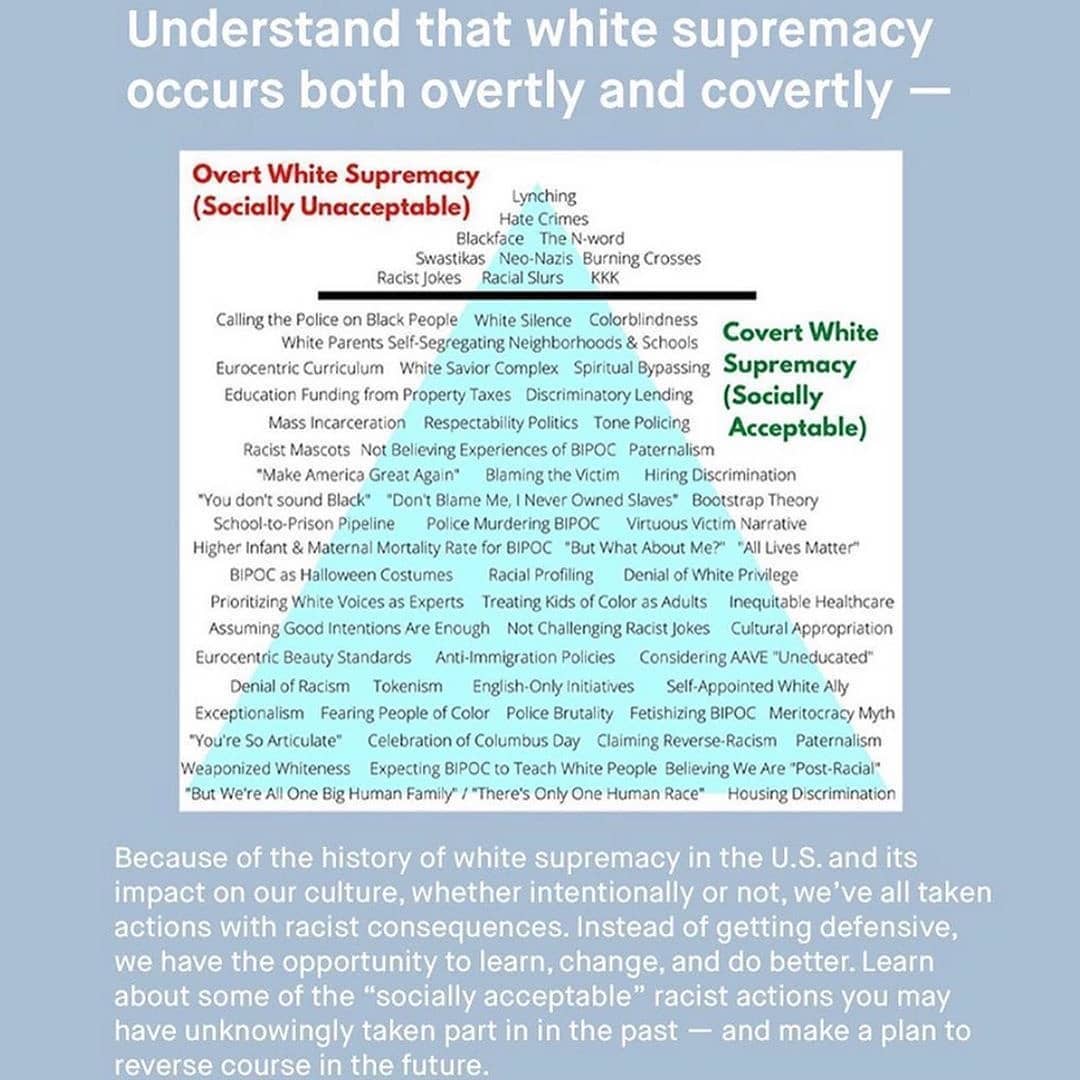 Understand that white supremacy
occurs both overtly and covertly —
Overt White Supremacy
(Socially Unacceptable)
Lynching
Hate Crimes
Blackface The N-word
Swastikas Neo-Nazis Burning Crosses
Racist Jokes Racial Slurs KKK
Calling the Police on Black People White Silence Colorblindness
White Parents Self-Segregating Neighborhoods & Schools
Covert White
Supremacy
(Socially
Acceptable)
Eurocentric Curriculum White Savior Complex Spiritual Bypassing
Education Funding from Property Taxes Discriminatory Lending
Mass Incarceration Respectability Politics Tone Policing
Racist Mascots Not Believing Experiences of BIPOC Paternalism
"Make America Great Again" Blaming the Victim Hiring Discrimination
"You don't sound Black" "Don't Blame Me, I Never Owned Slaves" Bootstrap Theory
School-to-Prison Pipeline Police Murdering BIPOC Virtuous Victim Narrative
Higher Infant & Maternal Mortality Rate for BIPOC "But What About Me?" "All Lives Matter"
BIPOC as Halloween Costumes Racial Profiling Denial of White Privilege
Prioritizing White Voices as Experts Treating Kids of Color as Adults Inequitable Healthcare
Assuming Good Intentions Are Enough Not Challenging Racist Jokes Cultural Appropriation
Eurocentric Beauty Standards Anti-Immigration Policies Considering AAVE "Uneducated"
Denial of Racism Tokenism English-Only Initiatives Self-Appointed White Ally
Exceptionalism Fearing People of Color Police Brutality Fetishizing BIPOC Meritocracy Myth
"You're So Articulate" Celebration of Columbus Day Claiming Reverse-Racism Paternalism
Weaponized Whiteness Expecting BIPOC to Teach White People Believing We Are "Post-Racial"
"But We're All One Big Human Family" / "There's Only One Human Race" Housing Discrimination
Because of the history of white supremacy in the U.S. and its
impact on our culture, whether intentionally or not, we've all taken
actions with racist consequences. Instead of getting defensive,
we have the opportunity to learn, change, and do better. Learn
about some of the “socially acceptable” racist actions you may
have unknowingly taken part in in the past — and make a plan to
reverse course in the future.